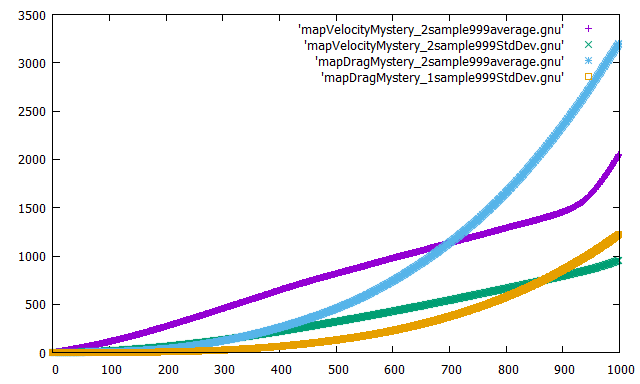 3500
'mapVelocityMystery_2sample999average.gnu'
'mapVelocityMystery_2sample999StdDev.gnu'
3000
'mapDragMystery_2sample999average.gnu'
'mapDragMystery_1sample999StdDev.gnu'
2500
2000
1500
1000
500
0
0 100 200 300 400 500 600 700 800 900 1000